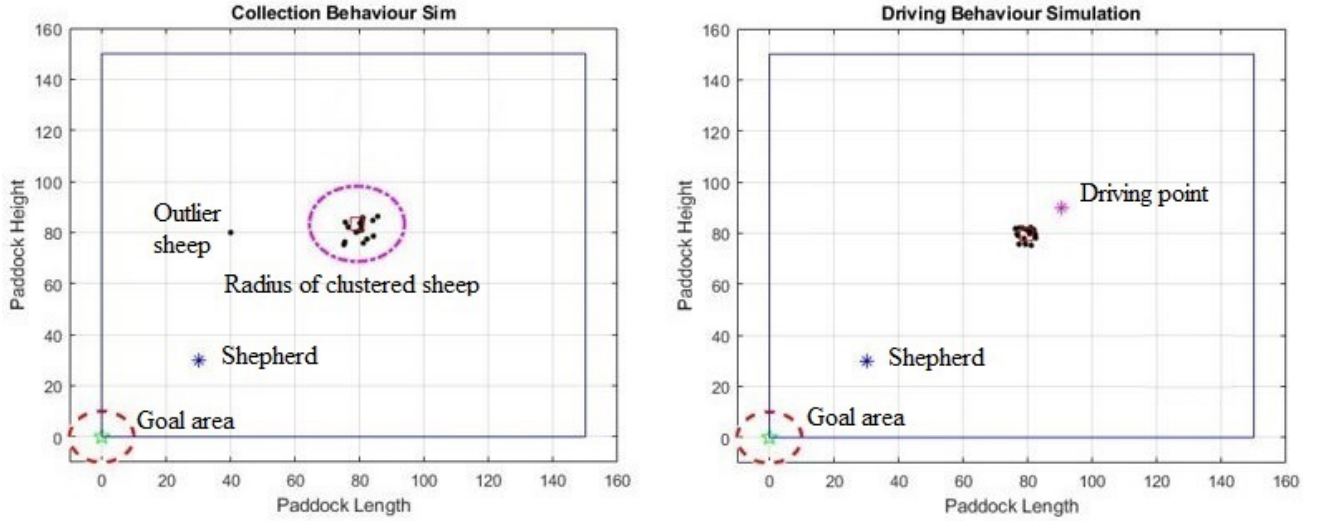 Collection Behaviour Sim
160
140
120
100
80
60
40
20
0
Paddock Height
Outlier
sheep
Radius of clustered sheep
Shepherd
Goal area
0 20 40 60 80 100 120 140 160
Paddock Length
Driving Behaviour Simulation
160
140
120
100
80
60
40
20
0
Paddock Height
Driving point
Shepherd
Goal area
0 20 40 60 80 100 120 140 160
Paddock Length